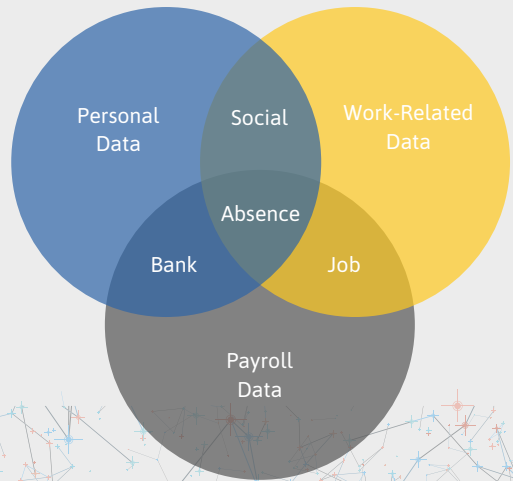 Personal
Data
Social
Work-Related
Data
Absence
Bank
Job
Payroll
Data